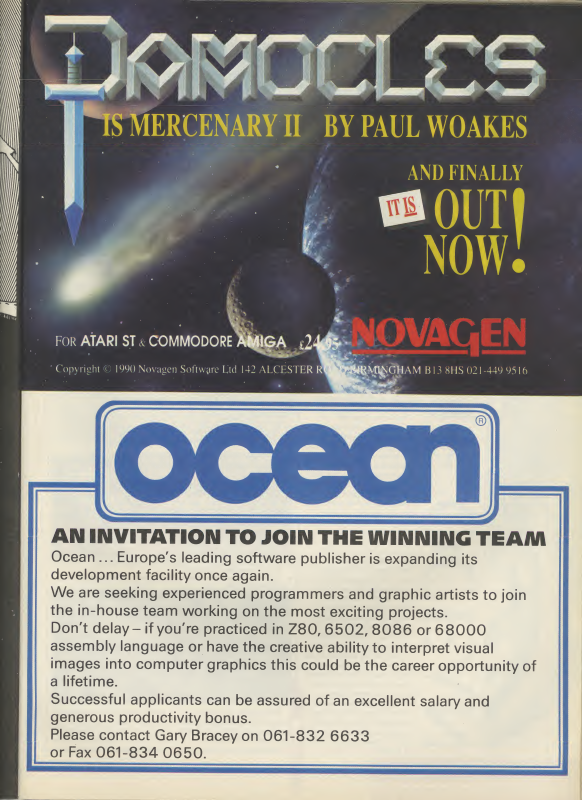 DAMOCLES
IS MERCENARY II BY PAUL WOAKES
AND FINALLY
IT IS OUT
NOW!
FOR ATARI ST & COMMODORE AMIGA £24.95 NOVAGEN
Copyright © 1990 Novagen Software Ltd 142 ALCESTER ROAD BIRMINGHAM B13 8HS 021-449 9516
ocean®
AN INVITATION TO JOIN THE WINNING TEAM
Ocean ... Europe's leading software publisher is expanding its
development facility once again.
We are seeking experienced programmers and graphic artists to join
the in-house team working on the most exciting projects.
Don't delay – if you're practiced in Z80, 6502, 8086 or 68000
assembly language or have the creative ability to interpret visual
images into computer graphics this could be the career opportunity of
a lifetime.
Successful applicants can be assured of an excellent salary and
generous productivity bonus.
Please contact Gary Bracey on 061-832 6633
or Fax 061-834 0650.